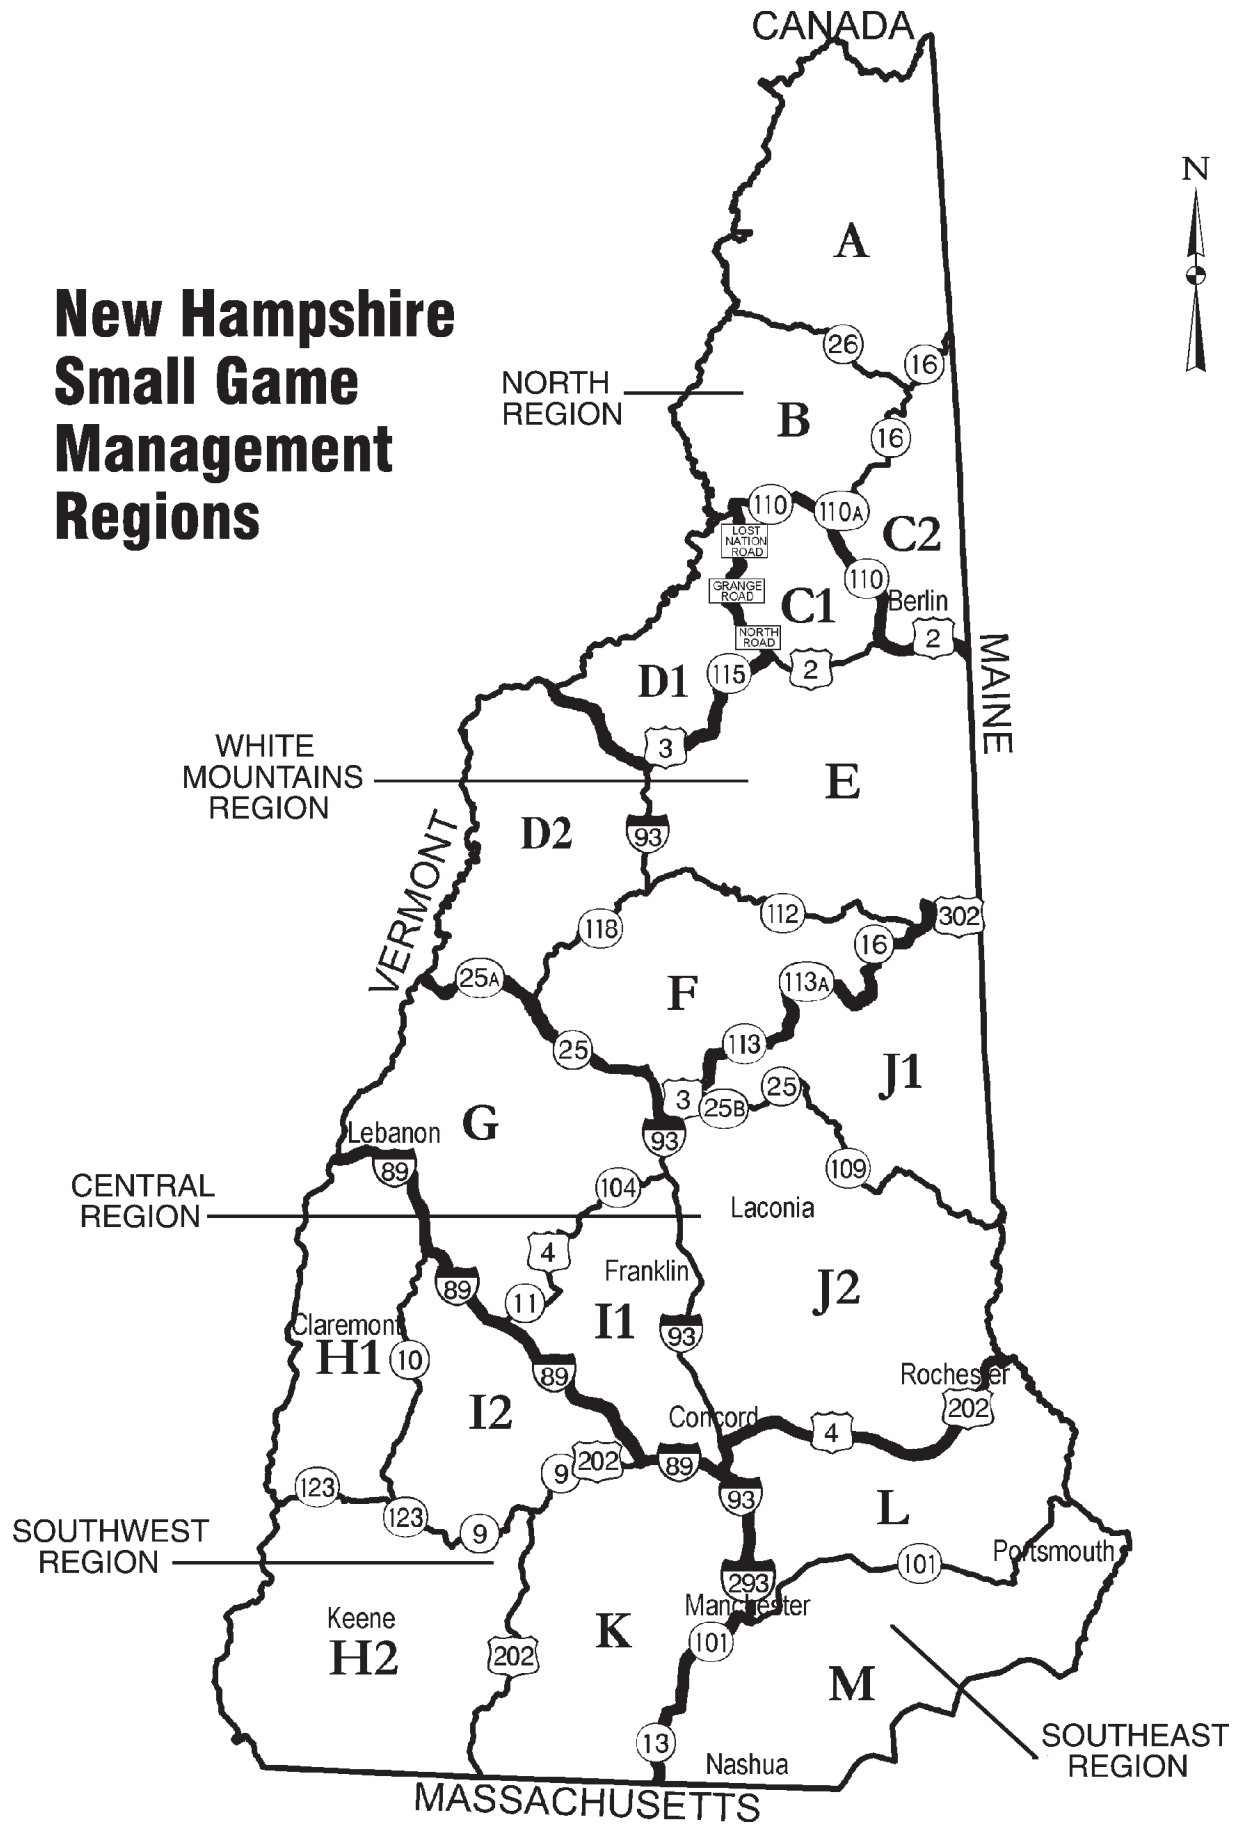 CANADA
N
A
New Hampshire
Small Game
Management
Regions
26
16
NORTH
REGION
B
16
110
110A
C2
LOST
NATION
ROAD
110
GRANGE
ROAD
C1
Berlin
NORTH
ROAD
2
MAINE
115
2
D1
3
WHITE
MOUNTAINS
REGION
E
D2
93
VERMONT
118
112
302
16
25A
113A
F
25
113
J1
3
25B
25
G
Lebanon
93
89
109
CENTRAL
REGION
104
Laconia
4
Franklin
89
J2
11
I1
Claremont
93
H1
10
89
Rochester
I2
Concord
202
4
9
202
89
123
93
123
L
SOUTHWEST
REGION
9
101
Portsmouth
293
Manchester
Keene
K
101
H2
202
M
13
Nashua
SOUTHEAST
REGION
MASSACHUSETTS